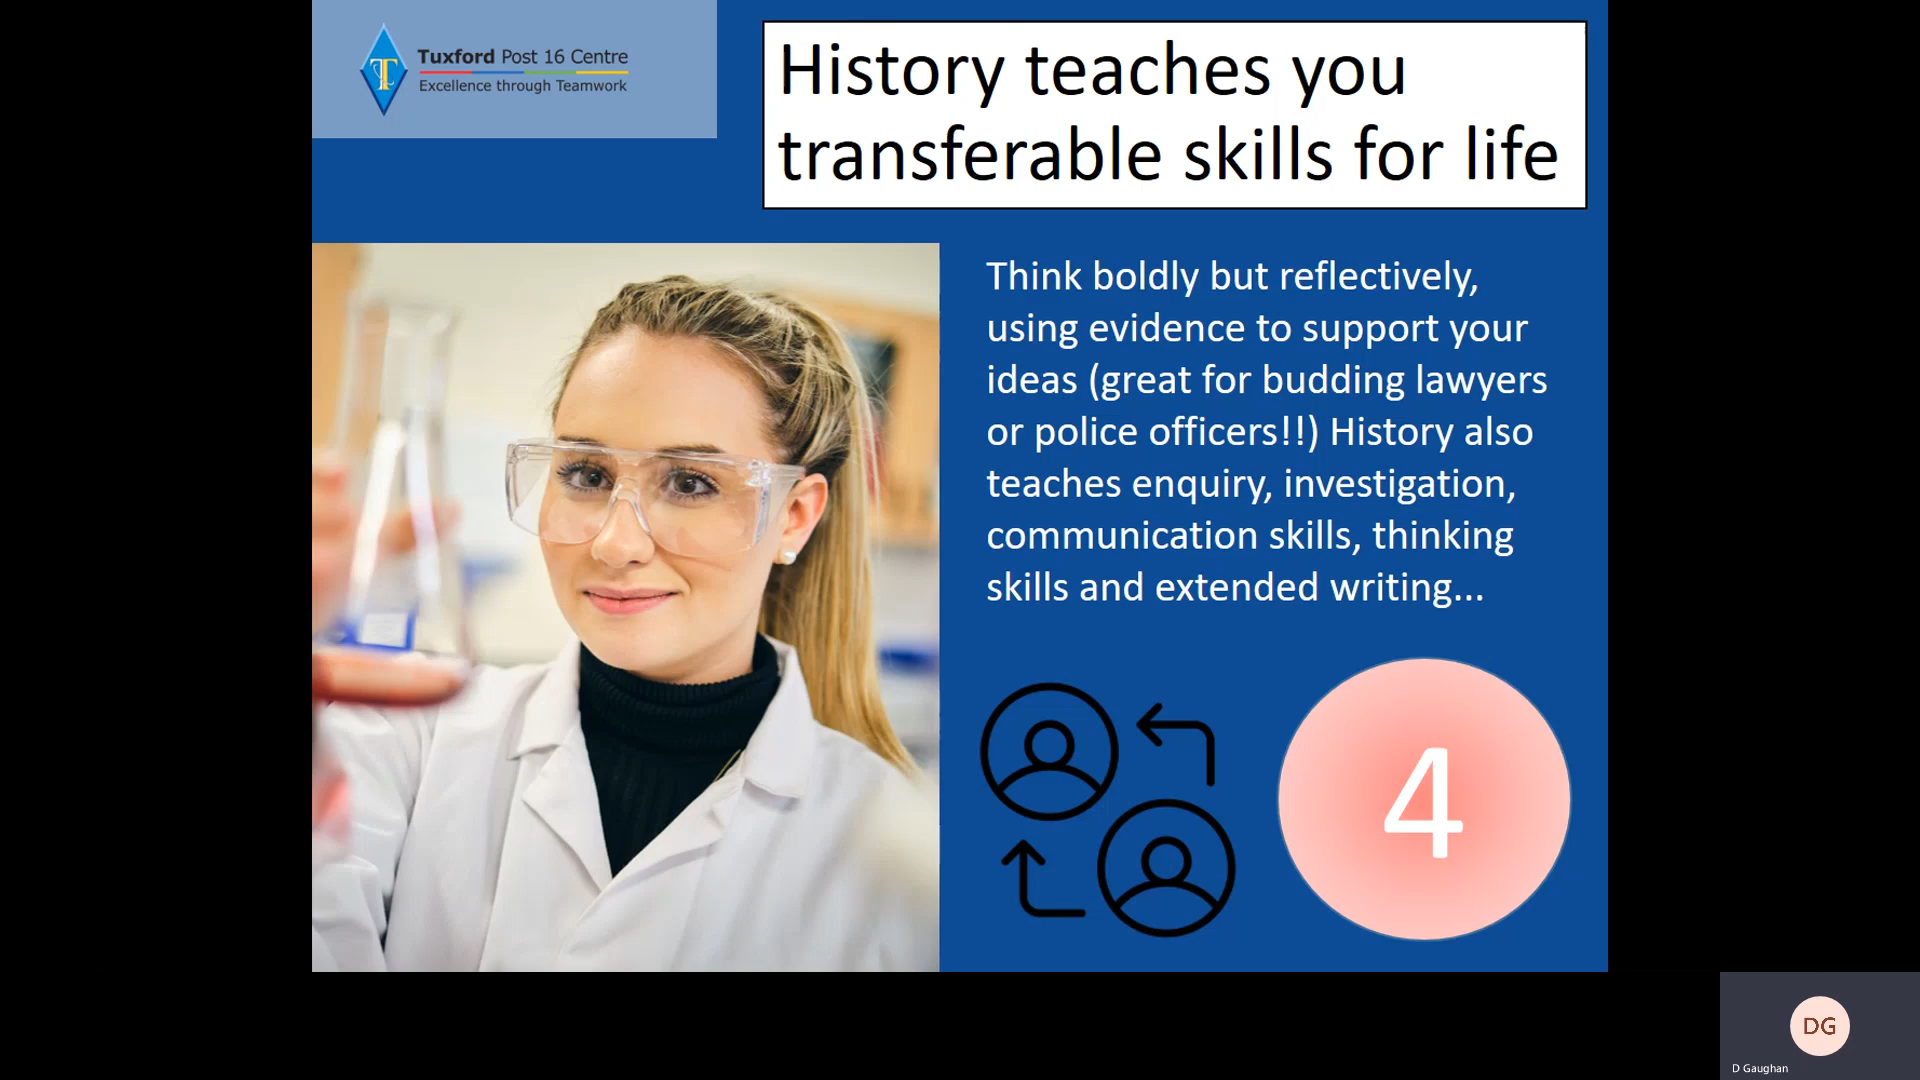 Tuxford Post 16 Centre
Excellence through Teamwork
History teaches you
transferable skills for life
Think boldly but reflectively,
using evidence to support your
ideas (great for budding lawyers
or police officers!!) History also
teaches enquiry, investigation,
communication skills, thinking
skills and extended writing...
4
DG
D Gaughan